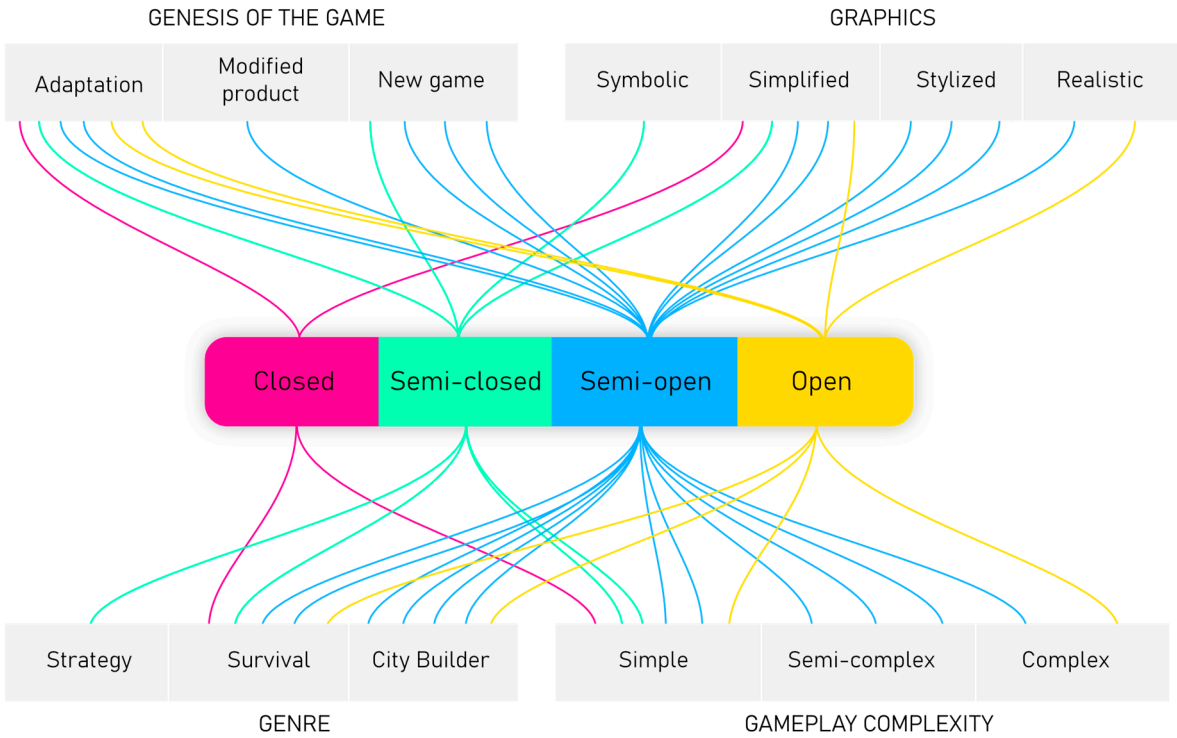 GENESIS OF THE GAME
GRAPHICS
Adaptation
Modified
product
New game
Symbolic
Simplified
Stylized
Realistic
Closed
Semi-closed
Semi-open
Open
Strategy
Survival
City Builder
Simple
Semi-complex
Complex
GENRE
GAMEPLAY COMPLEXITY